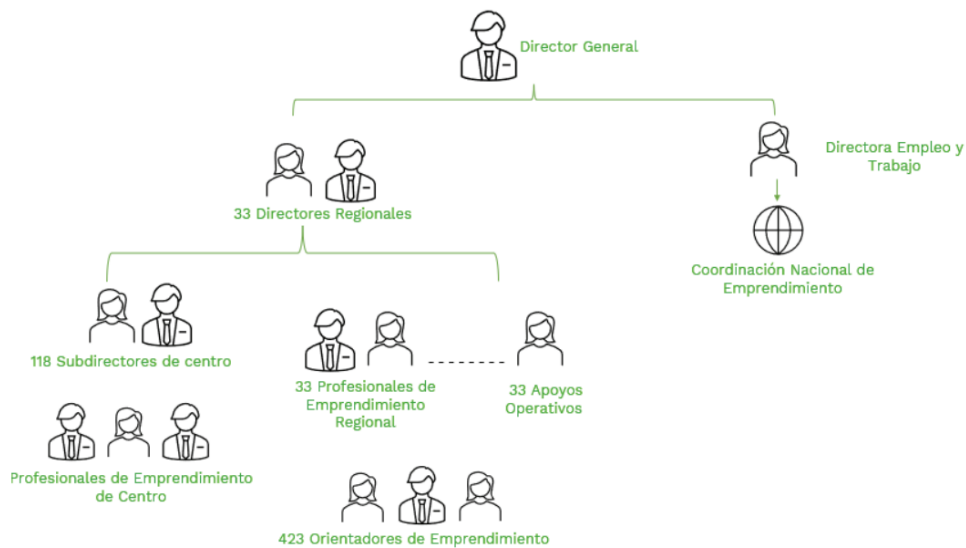 Director General
Directora Empleo y
Trabajo
33 Directores Regionales
Coordinación Nacional de
Emprendimiento
118 Subdirectores de centro
33 Profesionales de
Emprendimiento
Regional
33 Apoyos
Operativos
Profesionales de Emprendimiento
de Centro
423 Orientadores de Emprendimiento